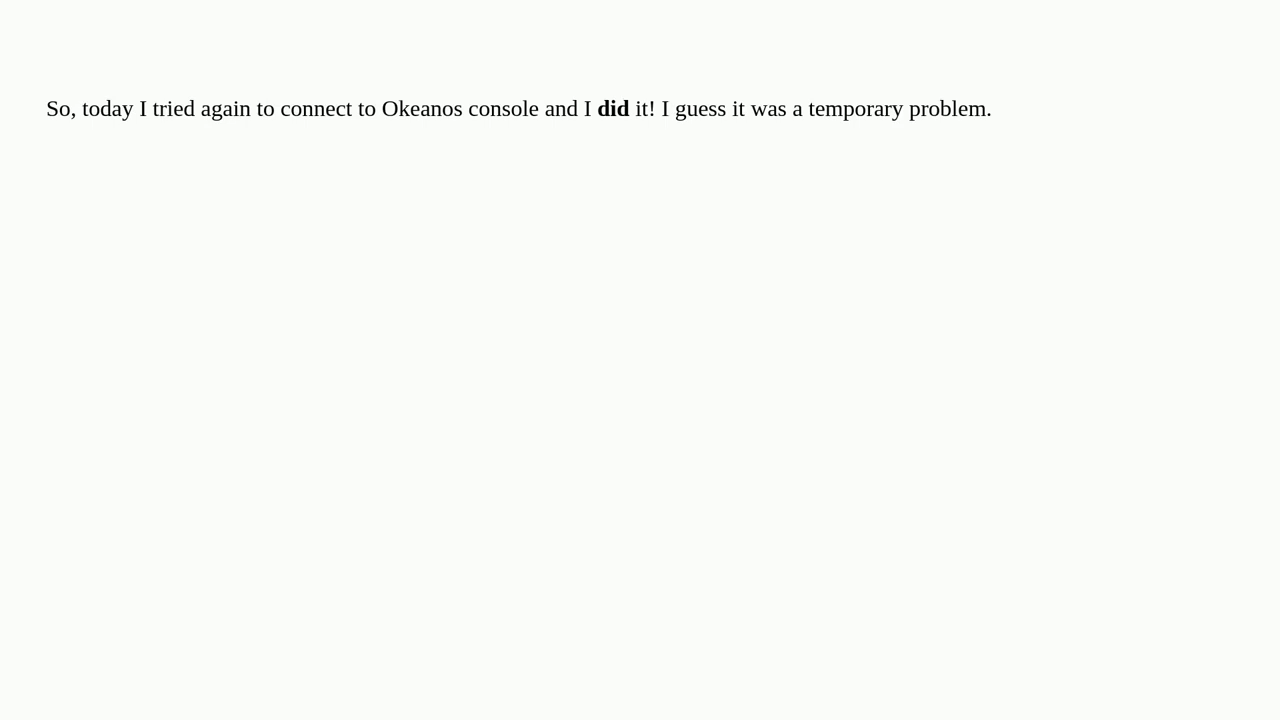 So, today I tried again to connect to Okeanos console and I did it! I guess it was a temporary problem.